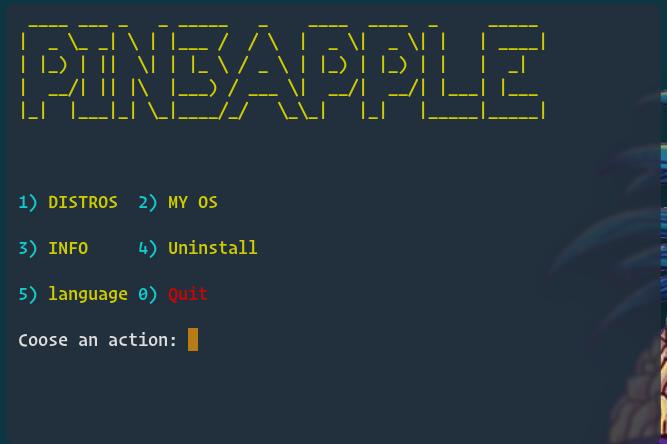 PINEAPPLE
1) DISTROS 2) MY OS
3) INFO 4) Uninstall
5) language 0) Quit
Coose an action: